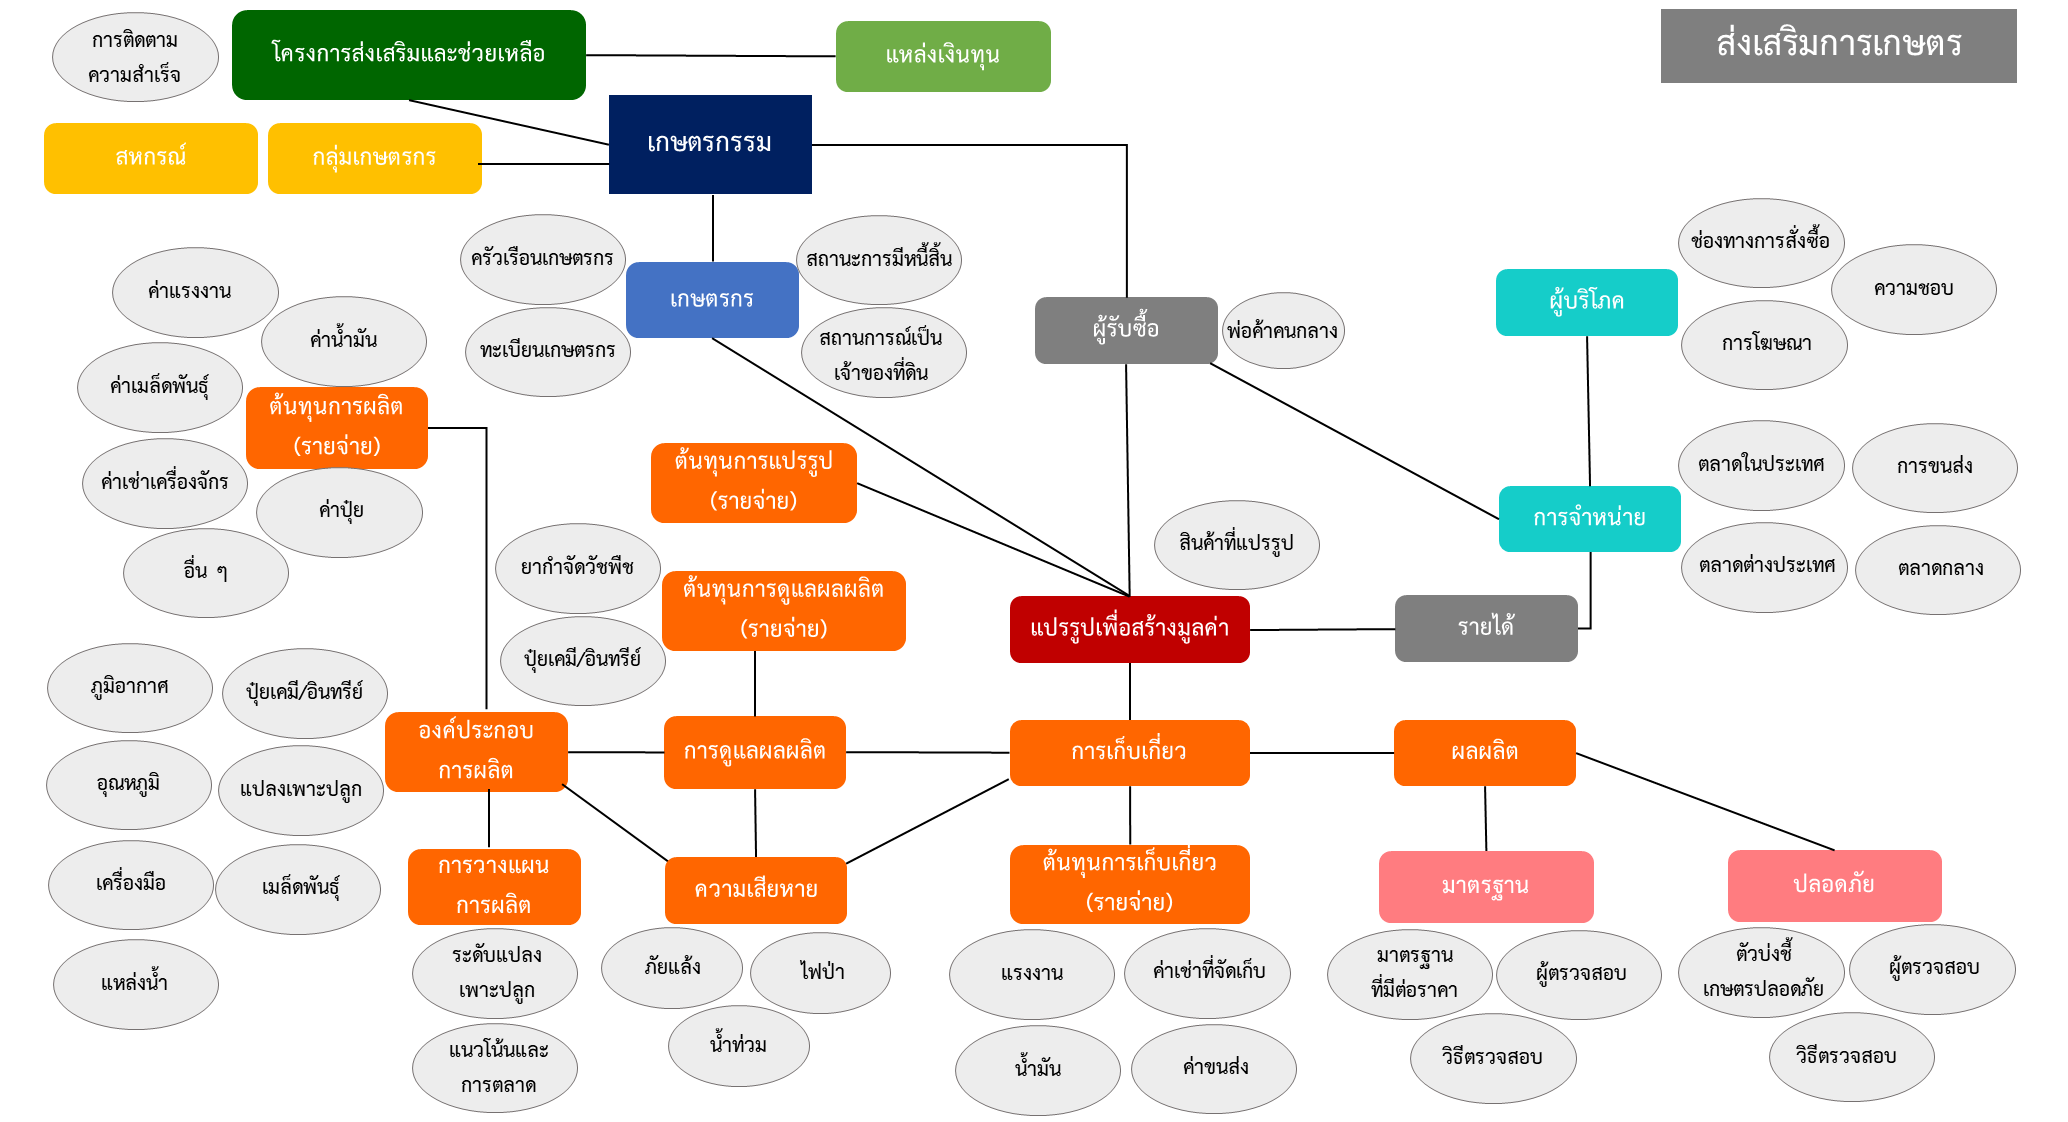 การติดตาม
ความสำเร็จ
โครงการส่งเสริมและช่วยเหลือ
แหล่งเงินทุน
ส่งเสริมการเกษตร
สหกรณ์
กลุ่มเกษตรกร
เกษตรกรรม
ครัวเรือนเกษตรกร
สถานะการมีหนี้สิ้น
เกษตรกร
ทะเบียนเกษตรกร
สถานการณ์เป็น
เจ้าของที่ดิน
ผู้รับซื้อ
พ่อค้าคนกลาง
ผู้บริโภค
ช่องทางการสั่งซื้อ
ความชอบ
การโฆษณา
ค่าแรงงาน
ค่าน้ำมัน
ค่าเมล็ดพันธุ์
ต้นทุนการผลิต
(รายจ่าย)
ค่าเช่าเครื่องจักร
ค่าปุ๋ย
อื่น ๆ
ต้นทุนการแปรรูป
(รายจ่าย)
สินค้าที่แปรรูป
การจำหน่าย
ตลาดในประเทศ
การขนส่ง
ตลาดต่างประเทศ
ตลาดกลาง
ยากำจัดวัชพืช
ต้นทุนการดูแลผลผลิต
(รายจ่าย)
ปุ๋ยเคมี/อินทรีย์
แปรรูปเพื่อสร้างมูลค่า
รายได้
ภูมิอากาศ
ปุ๋ยเคมี/อินทรีย์
อุณหภูมิ
แปลงเพาะปลูก
เครื่องมือ
เมล็ดพันธุ์
แหล่งน้ำ
องค์ประกอบ
การผลิต
การดูแลผลผลิต
การเก็บเกี่ยว
ผลผลิต
การวางแผน
การผลิต
ความเสียหาย
ต้นทุนการเก็บเกี่ยว
(รายจ่าย)
มาตรฐาน
ปลอดภัย
ระดับแปลง
เพาะปลูก
แนวโน้นและ
การตลาด
ภัยแล้ง
ไฟป่า
น้ำท่วม
แรงงาน
ค่าเช่าที่จัดเก็บ
น้ำมัน
ค่าขนส่ง
มาตรฐาน
ที่มีต่อราคา
ผู้ตรวจสอบ
วิธีตรวจสอบ
ตัวบ่งชี้
เกษตรปลอดภัย
ผู้ตรวจสอบ
วิธีตรวจสอบ